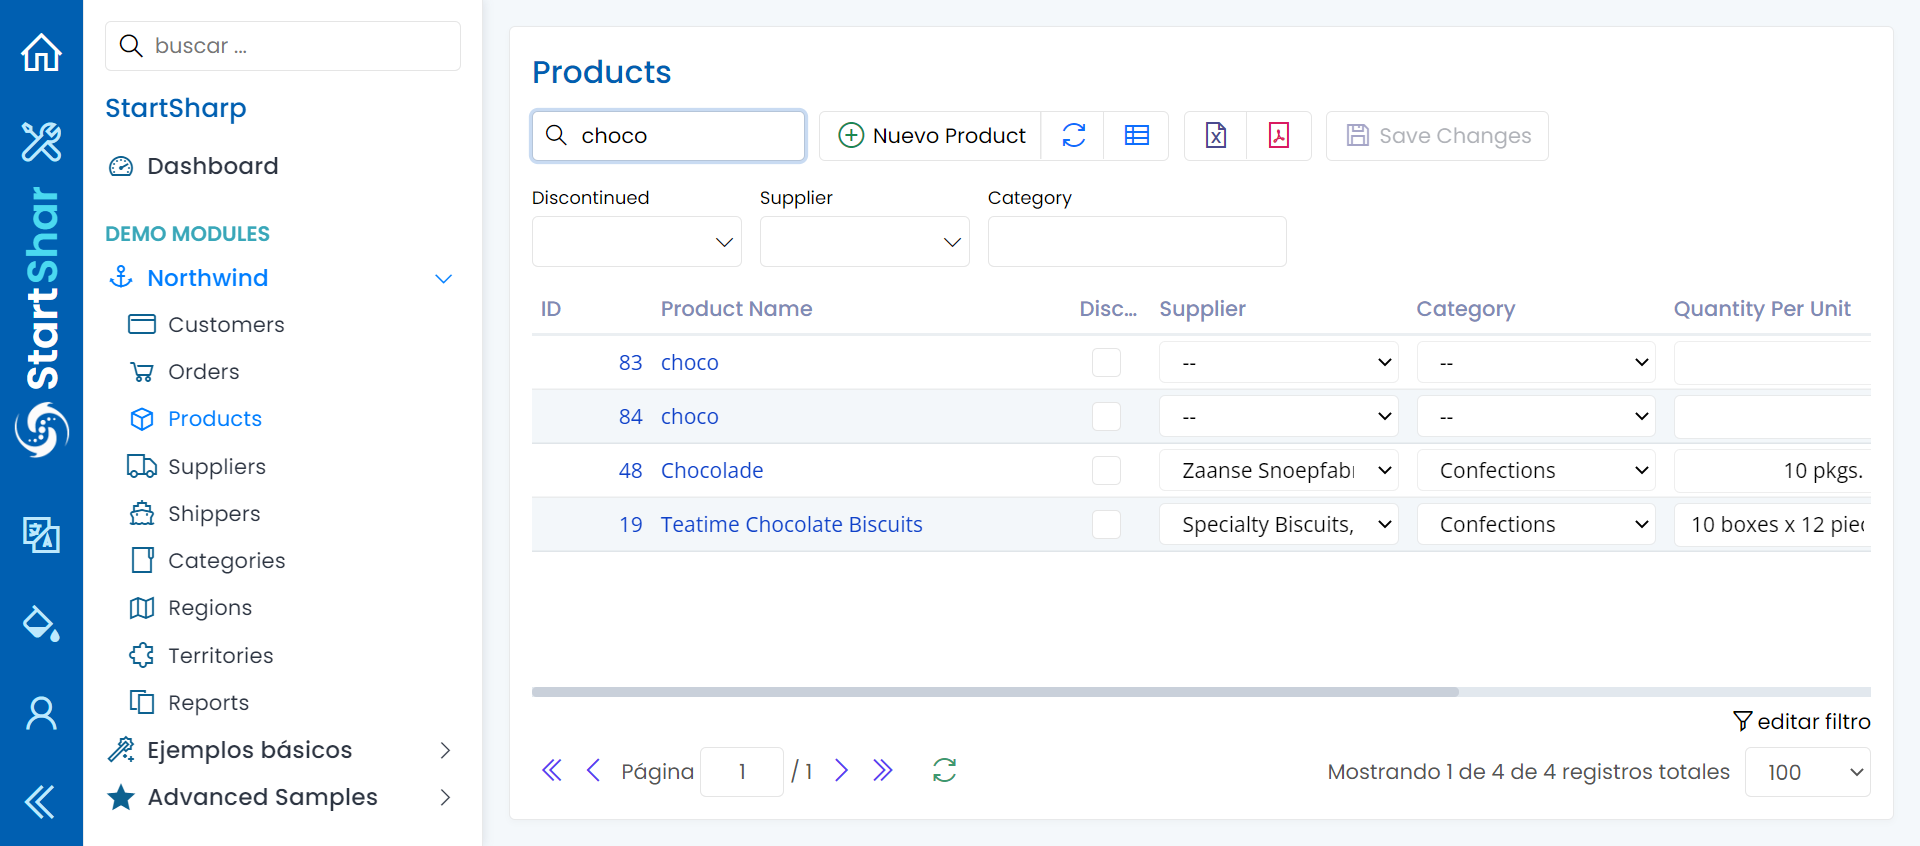 StartShar
buscar ...
StartSharp
Dashboard
DEMO MODULES
Northwind
Customers
Orders
Products
Suppliers
Shippers
Categories
Regions
Territories
Reports
Ejemplos básicos
Advanced Samples
Products
choco
Nuevo Product
Save Changes
Discontinued Supplier Category
ID Product Name Disc... Supplier Category Quantity Per Unit
83 choco -- --
84 choco -- --
48 Chocolade Zaanse Snoepfabr Confections 10 pkgs.
19 Teatime Chocolate Biscuits Specialty Biscuits, Confections 10 boxes x 12 piec
editar filtro
Página 1 / 1 Mostrando 1 de 4 de 4 registros totales 100